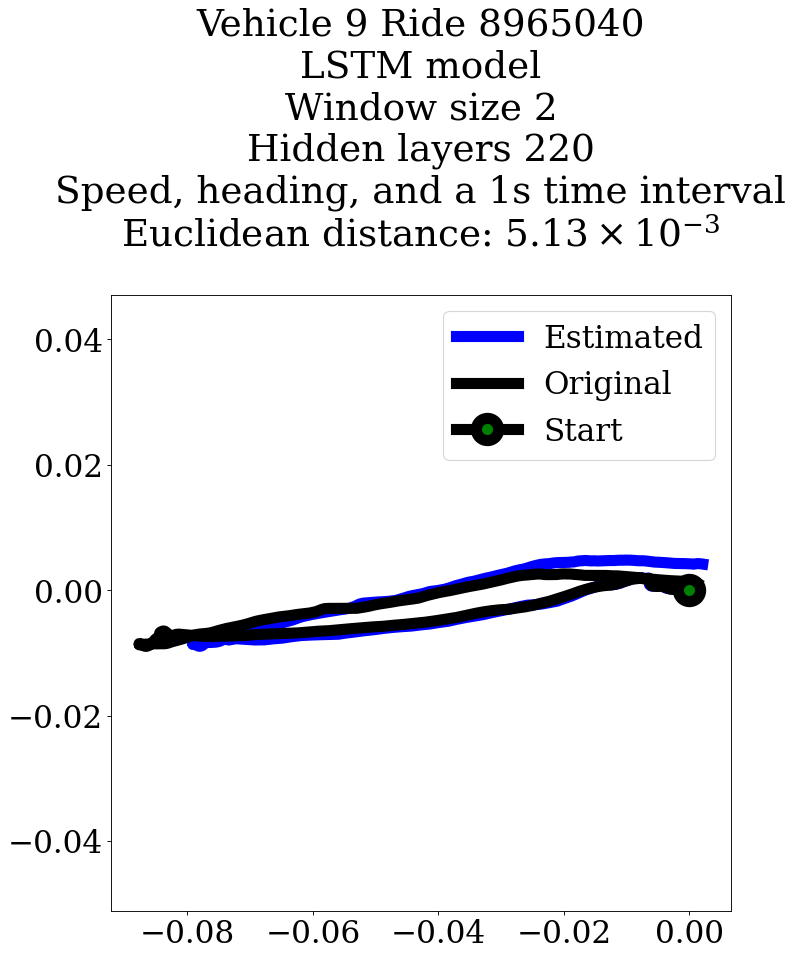 Vehicle 9 Ride 8965040
LSTM model
Window size 2
Hidden layers 220
Speed, heading, and a 1s time interval
Euclidean distance: 5.13 × 10⁻³
Estimated
Original
Start
0.04
0.02
0.00
−0.02
−0.04
−0.08
−0.06
−0.04
−0.02
0.00